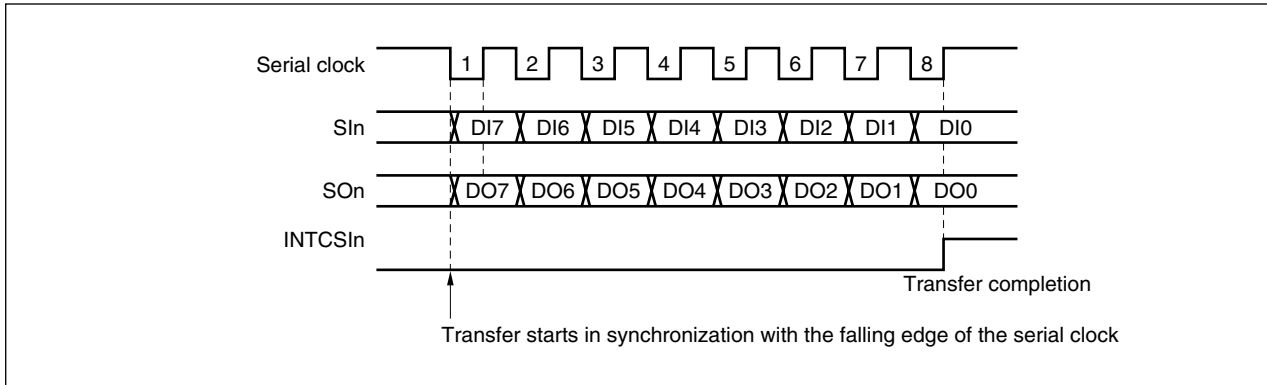 Serial clock 1 2 3 4 5 6 7 8
SIn DI7 DI6 DI5 DI4 DI3 DI2 DI1 DI0
SOn DO7 DO6 DO5 DO4 DO3 DO2 DO1 DO0
INTCSIn
Transfer completion
Transfer starts in synchronization with the falling edge of the serial clock